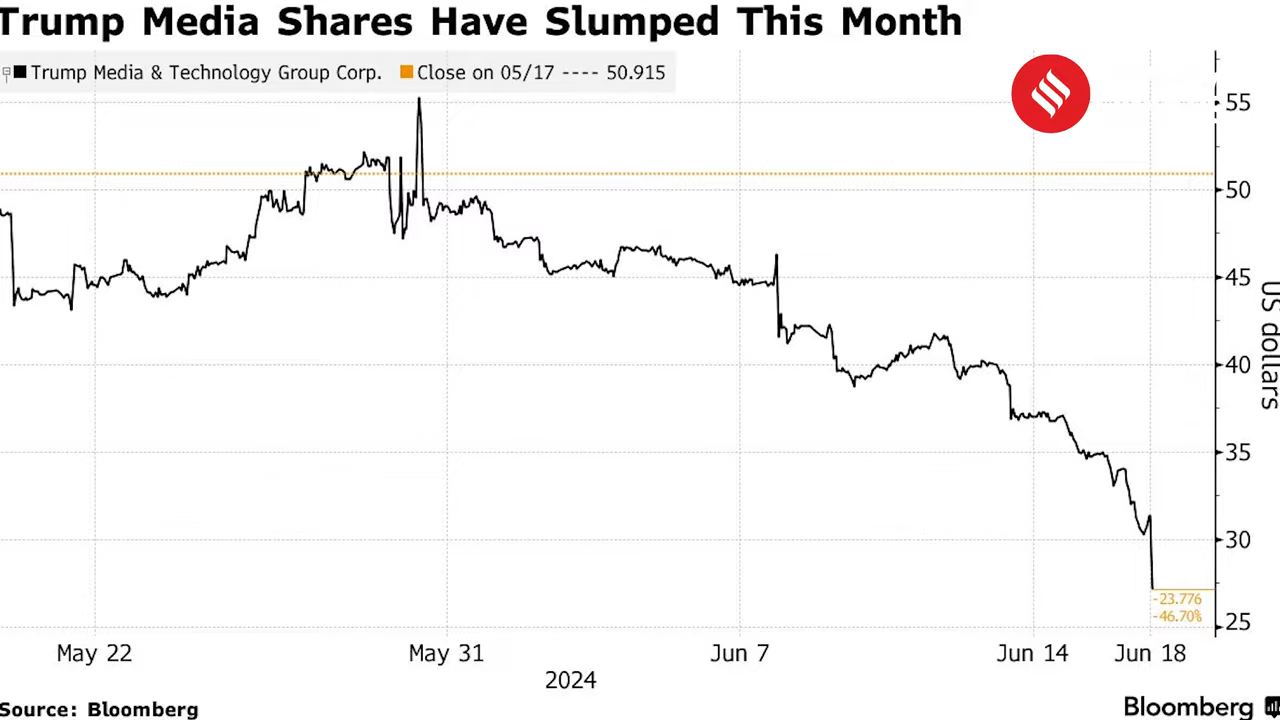 Trump Media Shares Have Slumped This Month
Trump Media & Technology Group Corp. Close on 05/17 ---- 50.915
55
50
45
40
35
30
25
US dollars
-23.776
-46.70%
May 22 May 31 Jun 7 Jun 14 Jun 18
2024
Source: Bloomberg
Bloomberg